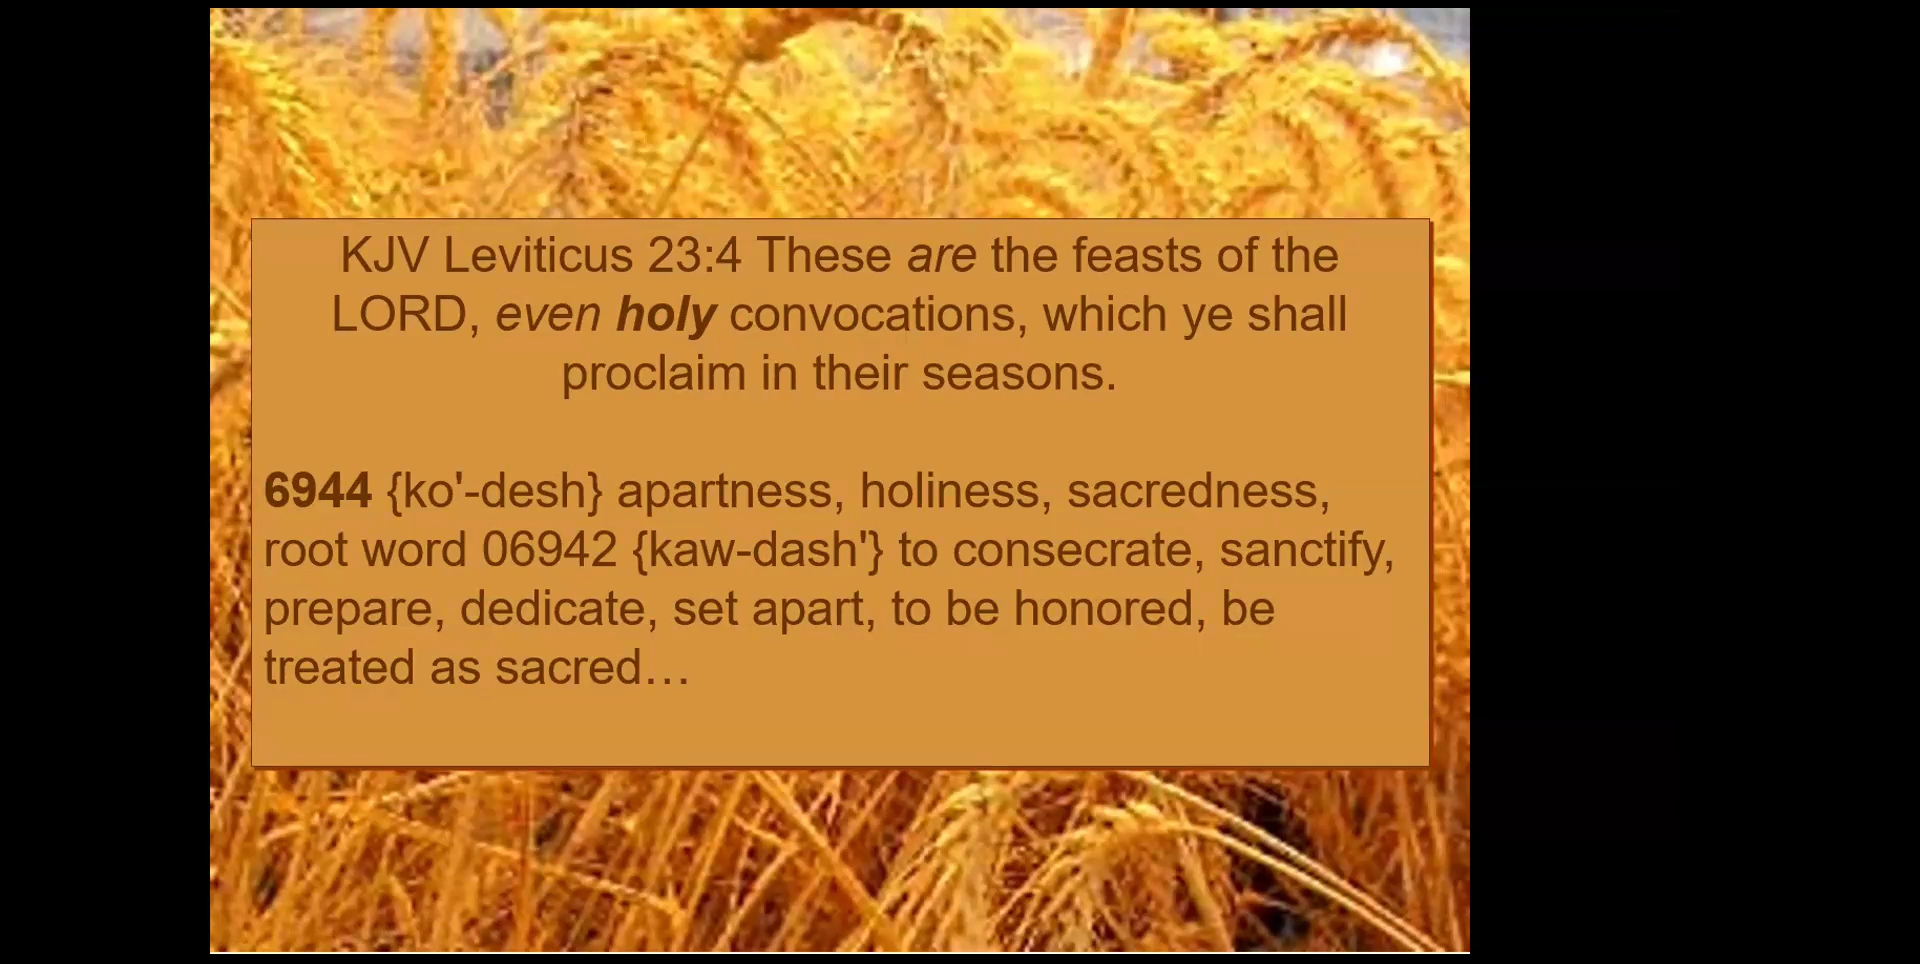 KJV Leviticus 23:4 These are the feasts of the
LORD, even holy convocations, which ye shall
proclaim in their seasons.
6944 {ko'-desh} apartness, holiness, sacredness,
root word 06942 {kaw-dash'} to consecrate, sanctify,
prepare, dedicate, set apart, to be honored, be
treated as sacred…